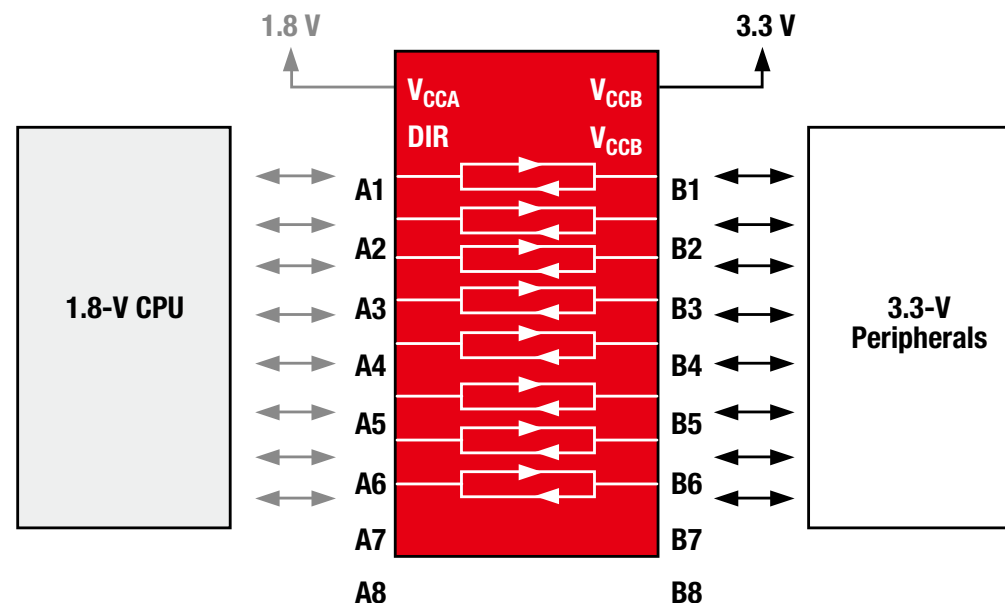 1.8 V
3.3 V
VCCA
VCCB
DIR
VCCB
A1
B1
A2
B2
1.8-V CPU
A3
B3
3.3-V
Peripherals
A4
B4
A5
B5
A6
B6
A7
B7
A8
B8